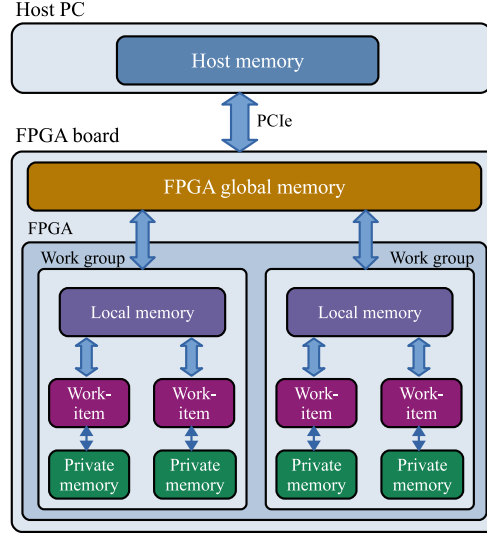 Host PC
Host memory
PCIe
FPGA board
FPGA global memory
FPGA
Work group
Work group
Local memory
Local memory
Work-
item
Work-
item
Work-
item
Work-
item
Private
memory
Private
memory
Private
memory
Private
memory